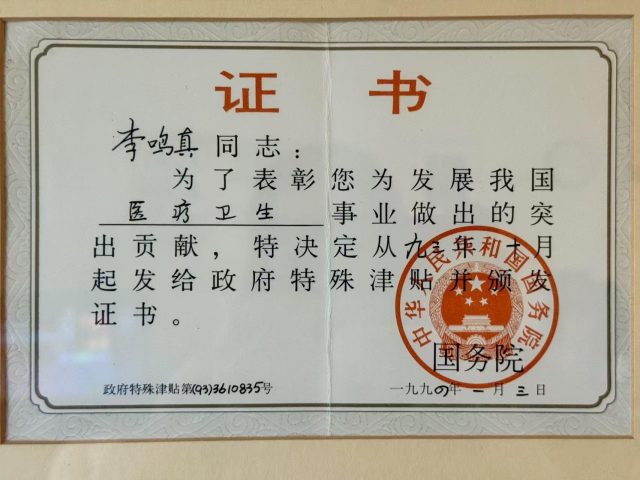 证书
李鸣真同志：
为了表彰您为发展我国
医疗卫生事业做出的突
出贡献，特决定从九三年十月
起发给政府特殊津贴并颁发
证书。
中华人民共和国国务院
国务院
政府特殊津贴第(93)3610835号
一九九四年一月三日